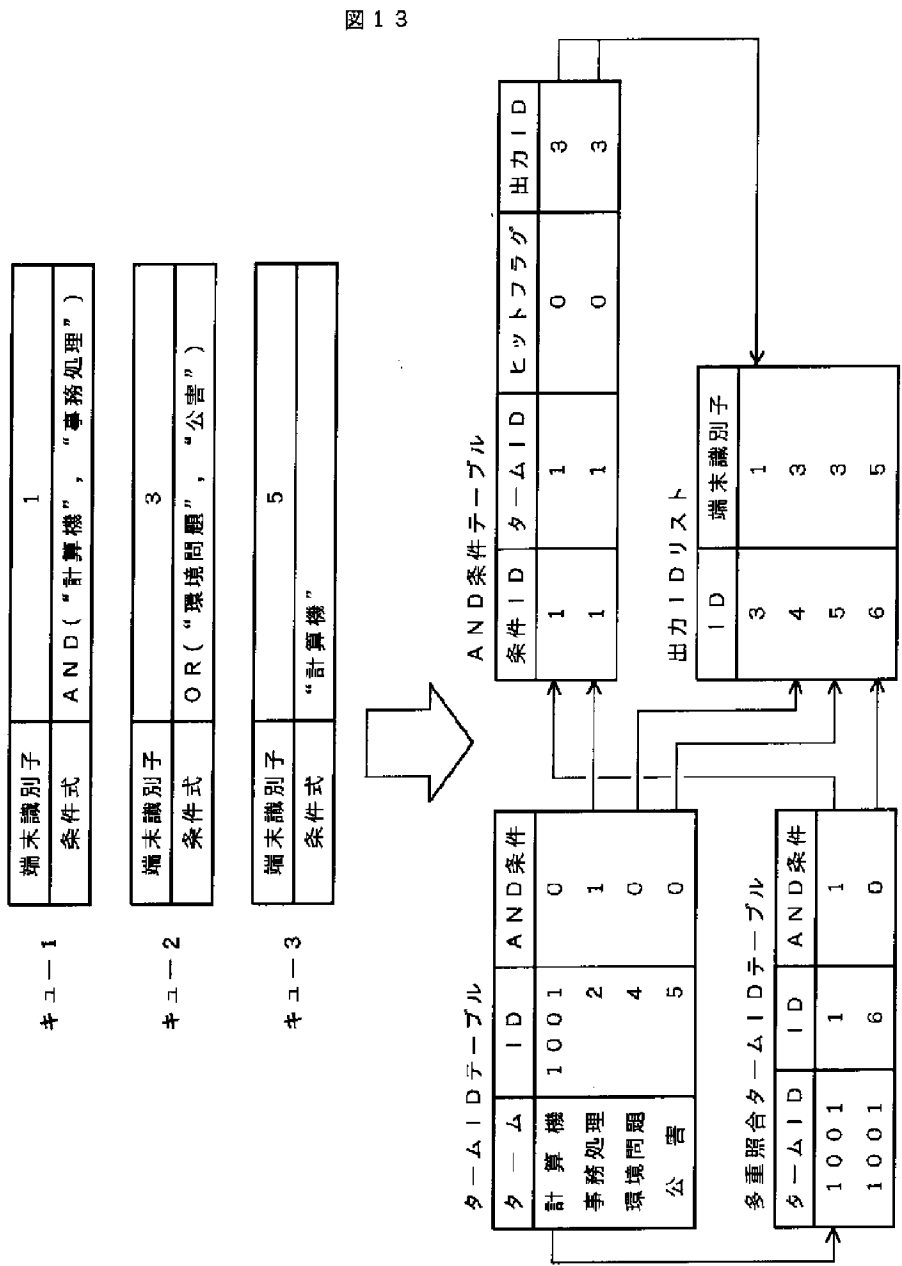 図13
キュー1
端末識別子 1
条件式 AND(“計算機”, “事務処理”)
キュー2
端末識別子 3
条件式 OR(“環境問題”, “公害”)
キュー3
端末識別子 5
条件式 “計算機”
タームIDテーブル
ターム ID AND条件
計算機 1001 0
事務処理 2 1
環境問題 4 0
公害 5 0
AND条件テーブル
条件ID タームID ヒットフラグ 出力ID
1 1 0 3
1 1 0 3
多重照合タームIDテーブル
タームID ID AND条件
1001 1 1
1001 6 0
出力IDリスト
ID 端末識別子
3 1
4 3
5 3
6 5